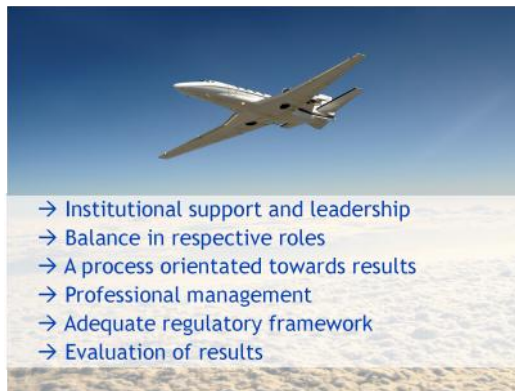 → Institutional support and leadership
→ Balance in respective roles
→ A process orientated towards results
→ Professional management
→ Adequate regulatory framework
→ Evaluation of results